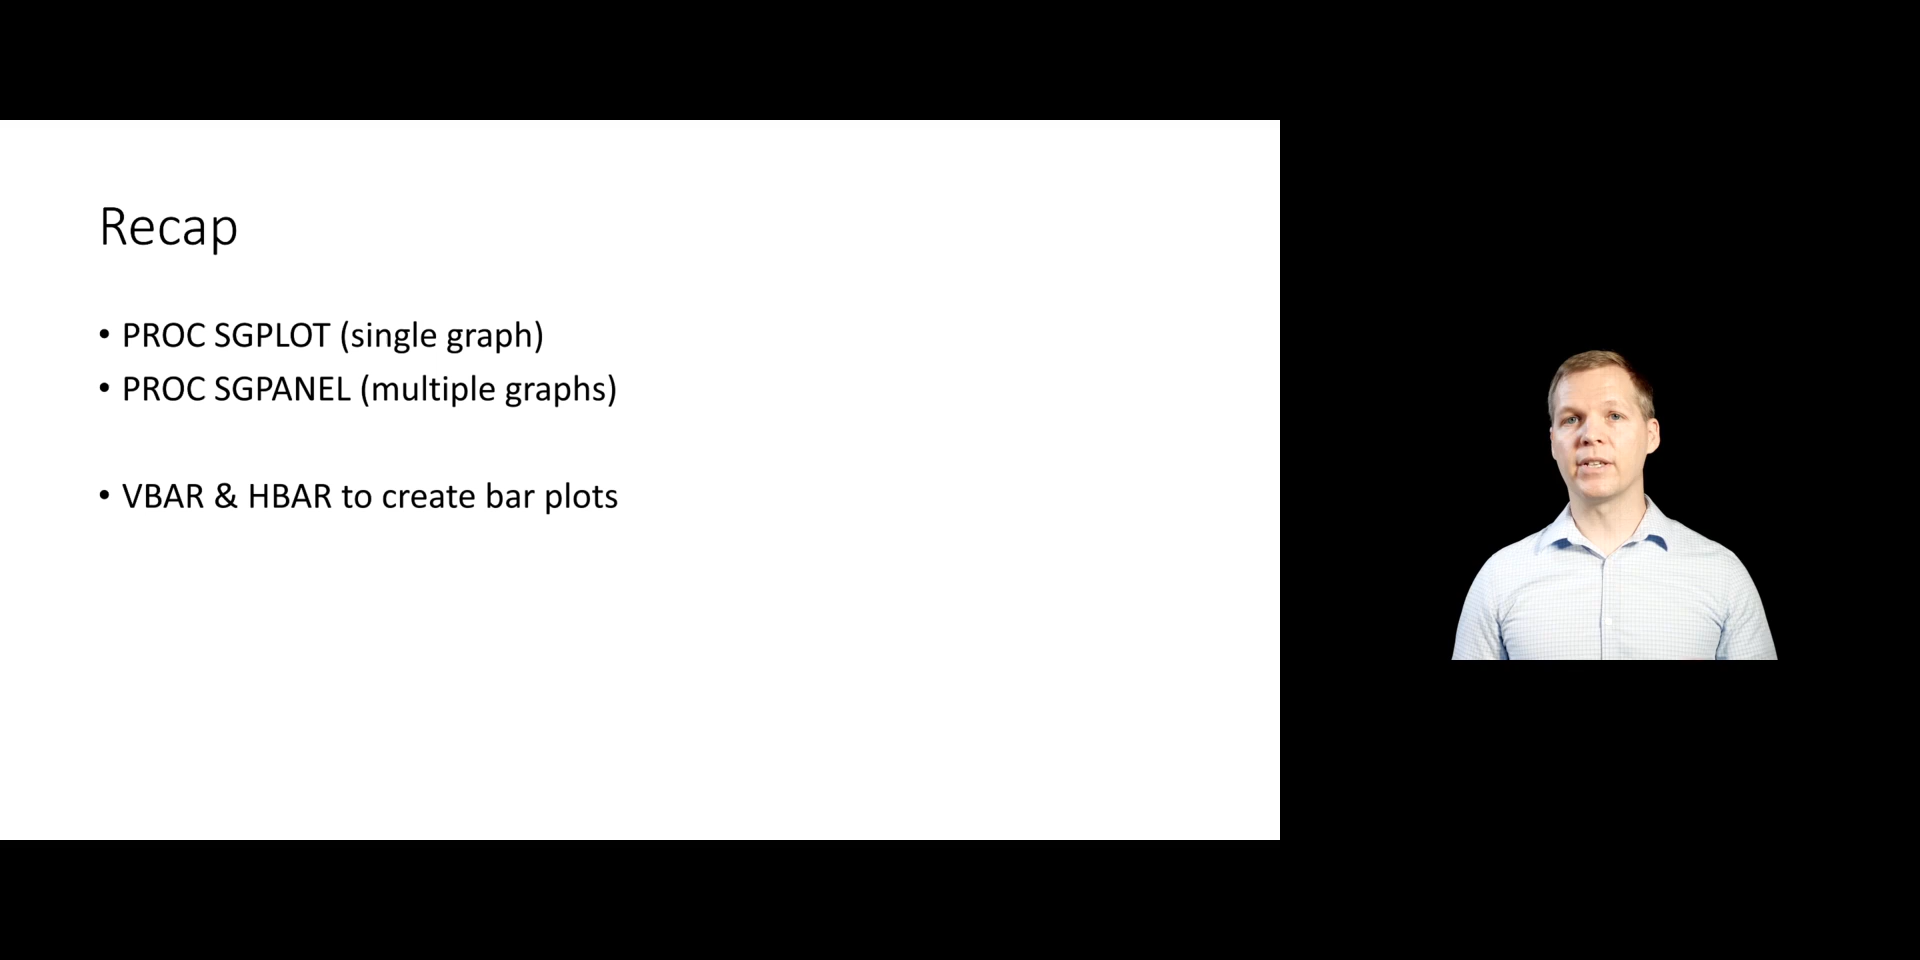 Recap
• PROC SGPLOT (single graph)
• PROC SGPANEL (multiple graphs)
• VBAR & HBAR to create bar plots